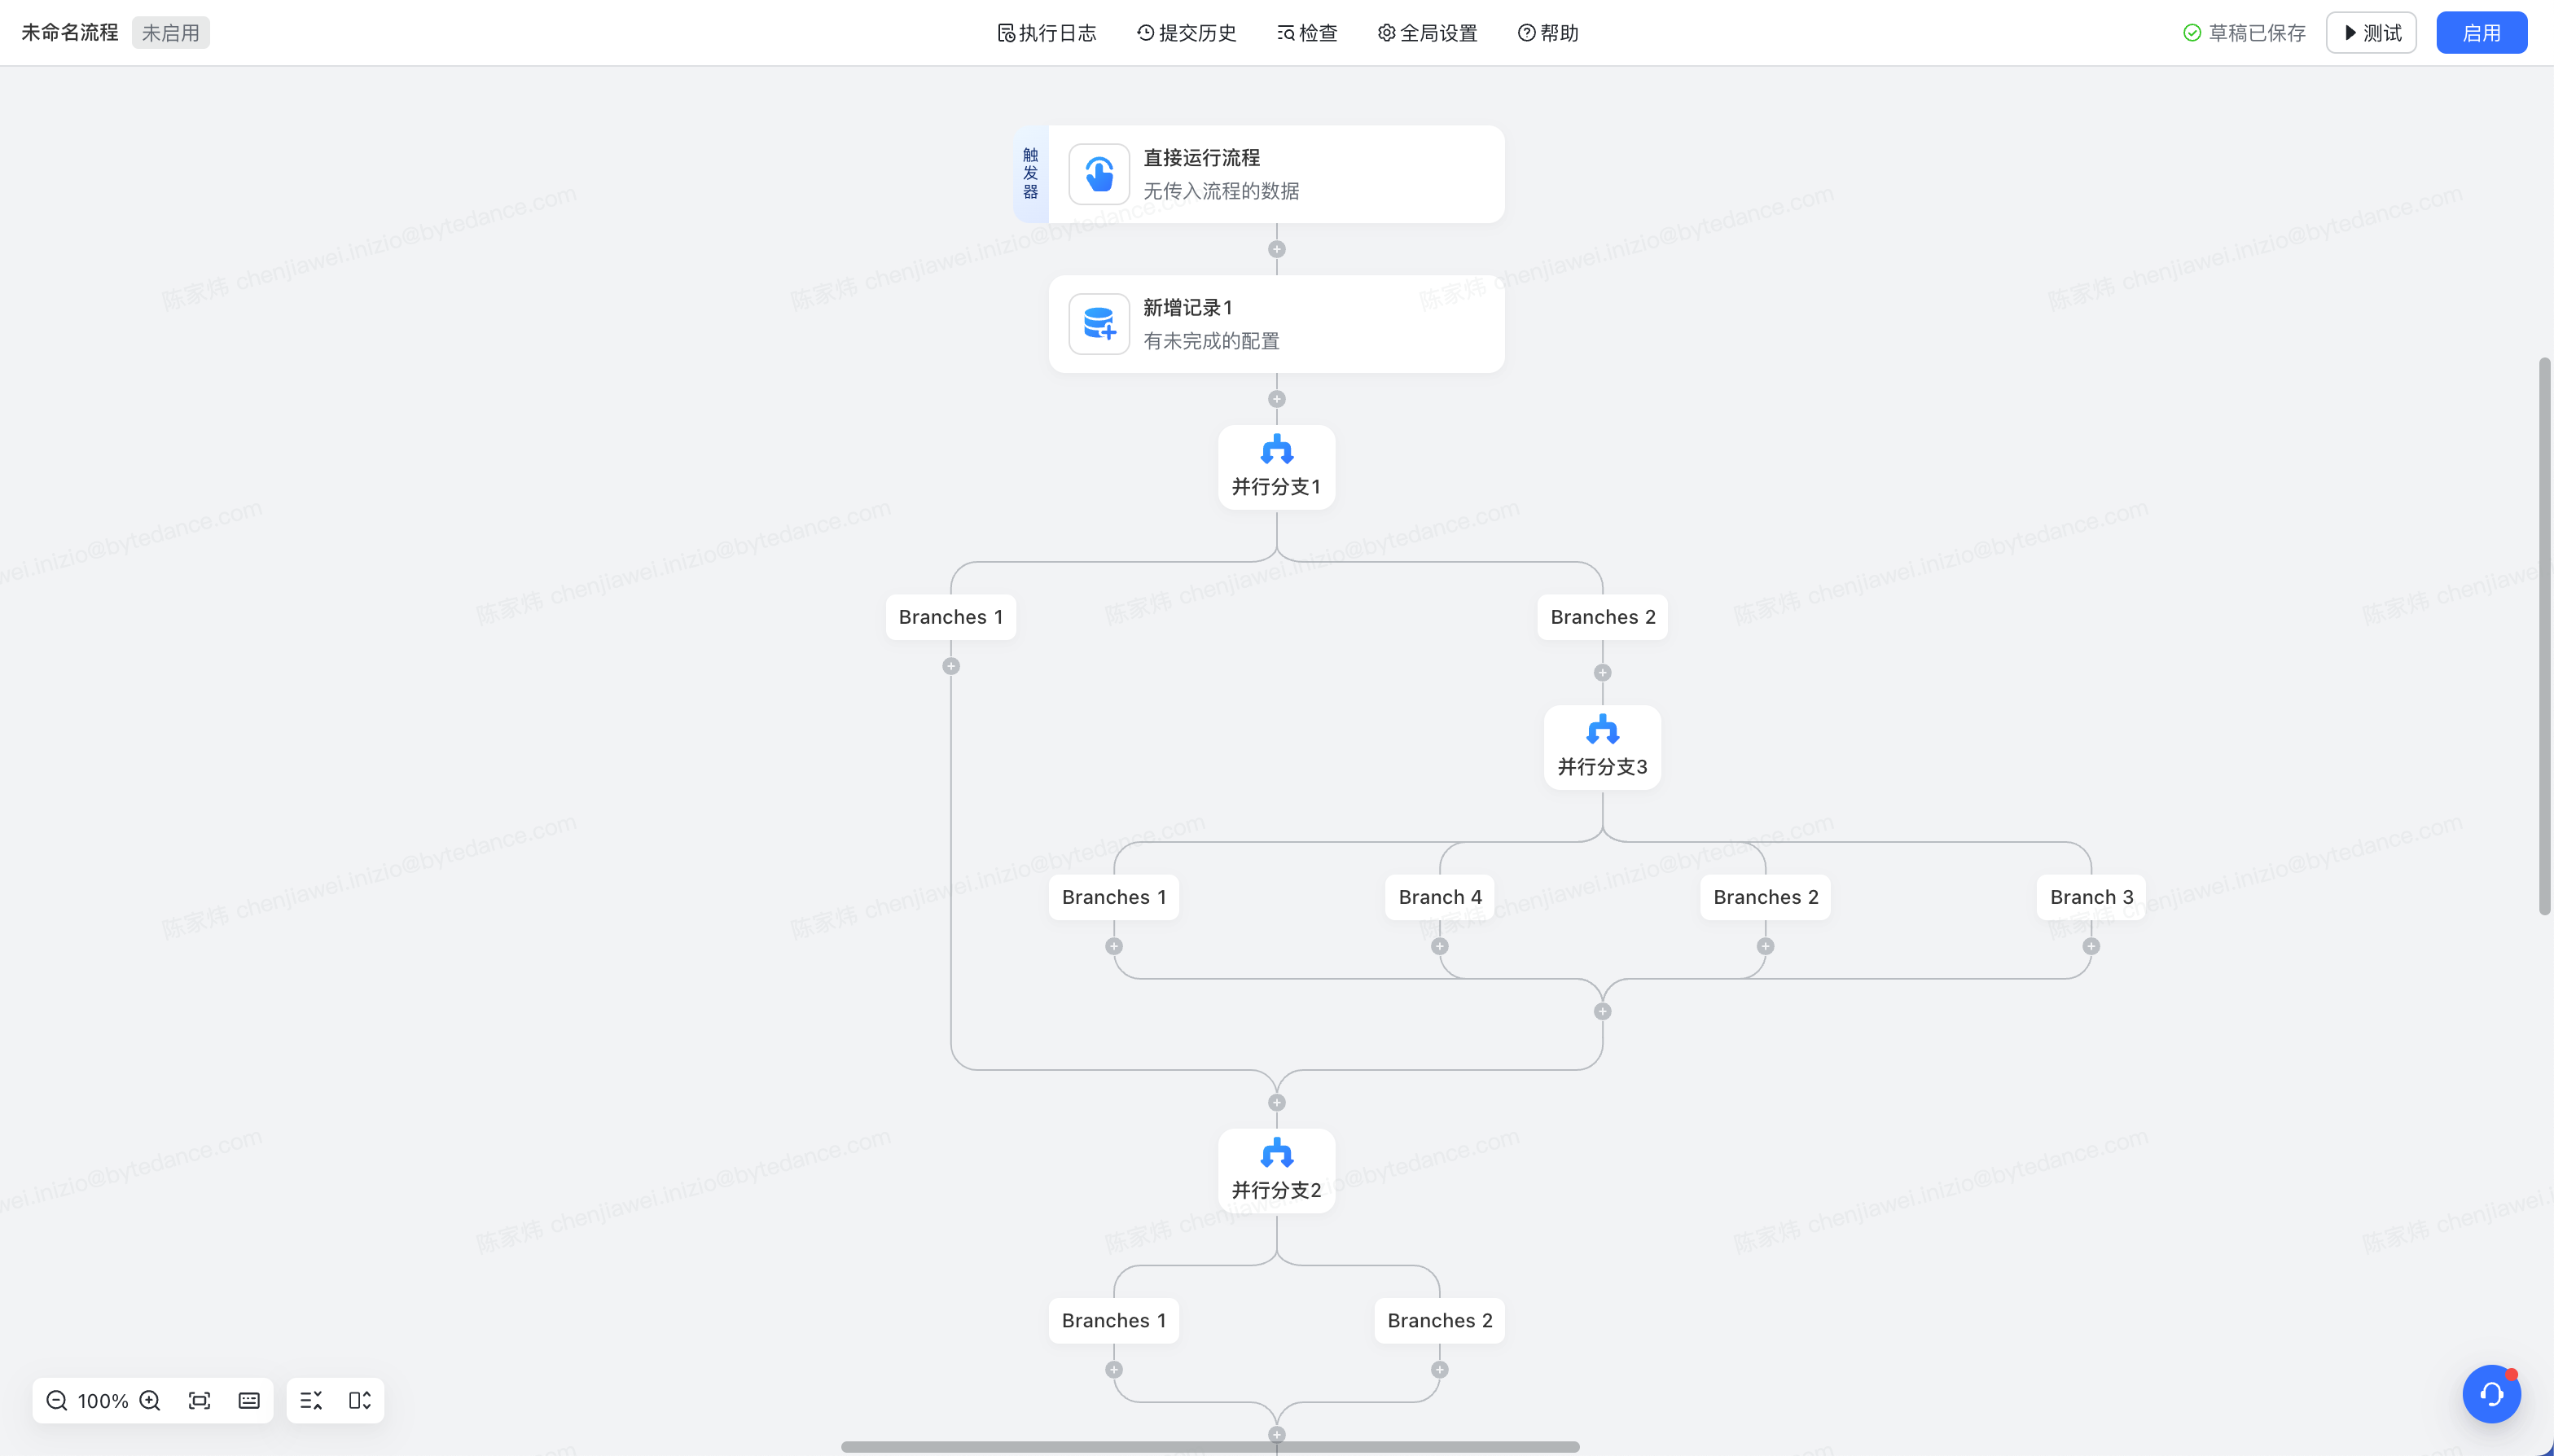 未命名流程 未启用 执行日志 提交历史 检查 全局设置 帮助 草稿已保存 测试 启用
触发器
直接运行流程
无传入流程的数据
新增记录1
有未完成的配置
并行分支1
Branches 1 Branches 2
并行分支3
Branches 1 Branch 4 Branches 2 Branch 3
并行分支2
Branches 1 Branches 2
100%
陈家炜 chenjiawei.inizio@bytedance.com